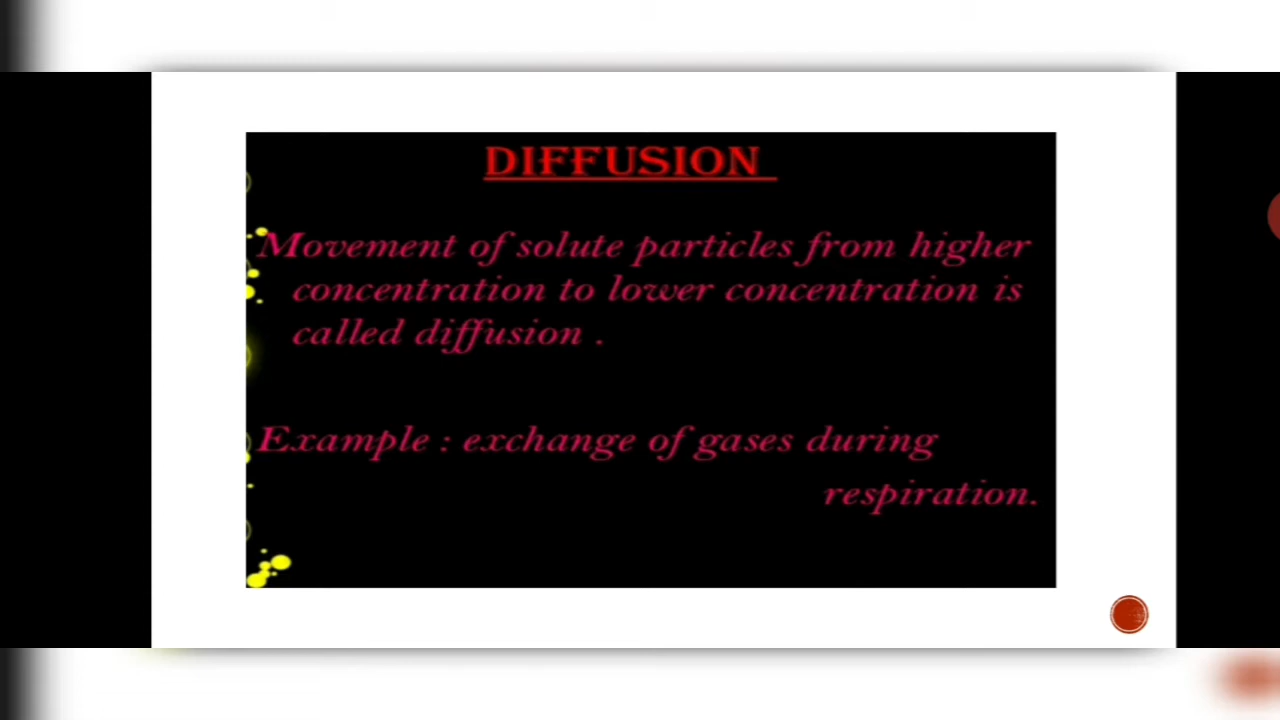 DIFFUSION
Movement of solute particles from higher
concentration to lower concentration is
called diffusion .
Example : exchange of gases during
respiration.